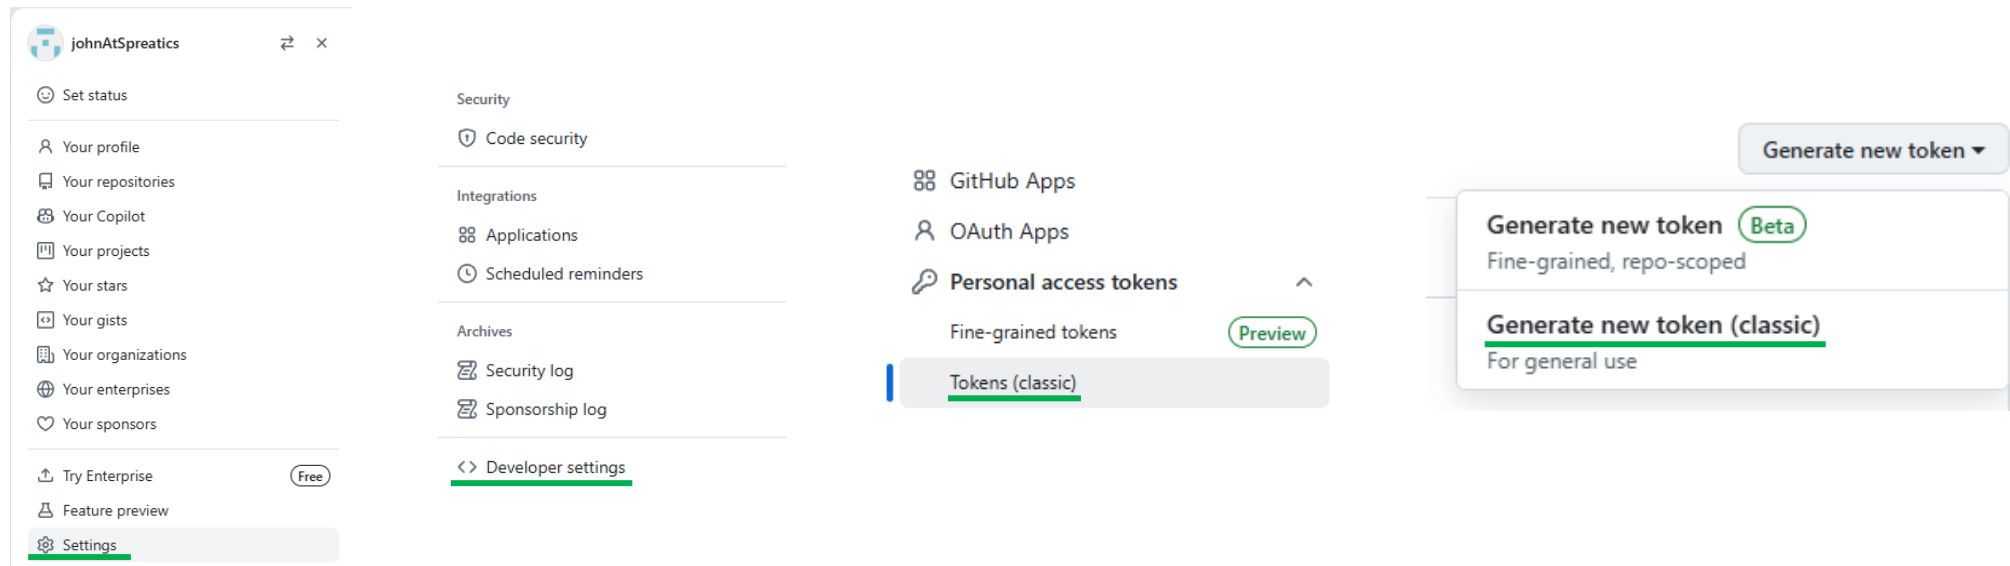 johnAtSpreatics
Set status
Your profile
Your repositories
Your Copilot
Your projects
Your stars
Your gists
Your organizations
Your enterprises
Your sponsors
Try Enterprise Free
Feature preview
Settings
Security
Code security
Integrations
Applications
Scheduled reminders
Archives
Security log
Sponsorship log
Developer settings
GitHub Apps
OAuth Apps
Personal access tokens
Fine-grained tokens Preview
Tokens (classic)
Generate new token
Generate new token Beta
Fine-grained, repo-scoped
Generate new token (classic)
For general use